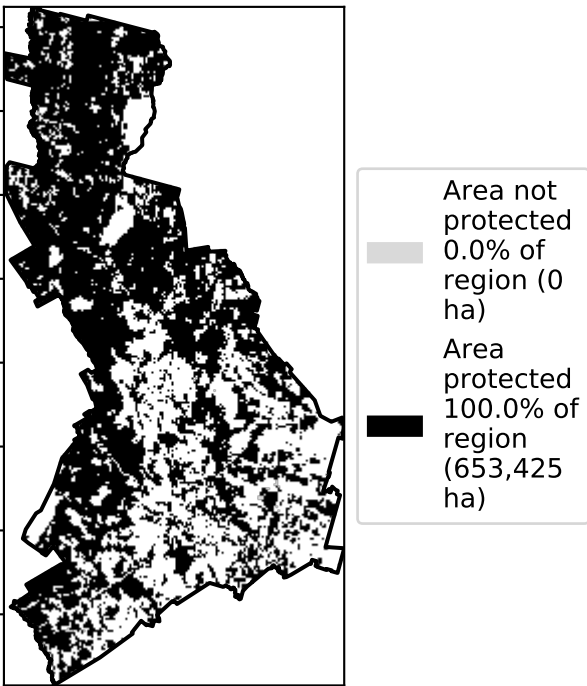 Area not
protected
0.0% of
region (0
ha)
Area
protected
100.0% of
region
(653,425
ha)